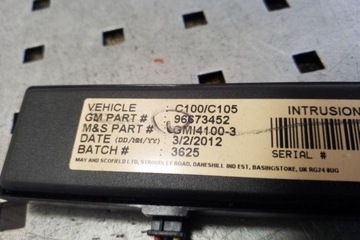 VEHICLE : C100/C105
GM PART # : 96673452
M&S PART # : GMI4100-3
DATE (DD/MM/YY) : 3/2/2012
BATCH # : 3625
INTRUSION
SERIAL #
MAY AND SCOFIELD LTD, STROUDLEY ROAD, DANESHILL IND EST, BASINGSTOKE, UK RG24 8UG